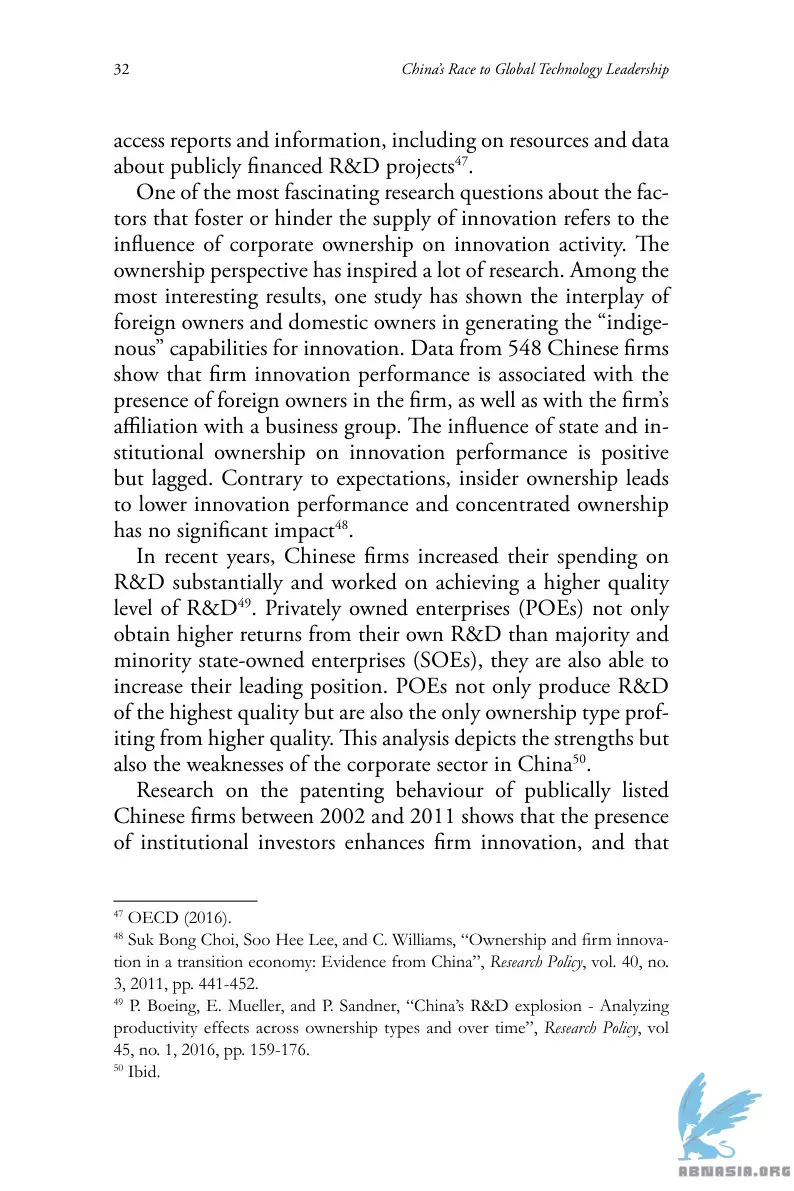 32
China’s Race to Global Technology Leadership
access reports and information, including on resources and data
about publicly financed R&D projects47.
One of the most fascinating research questions about the fac-
tors that foster or hinder the supply of innovation refers to the
influence of corporate ownership on innovation activity. The
ownership perspective has inspired a lot of research. Among the
most interesting results, one study has shown the interplay of
foreign owners and domestic owners in generating the “indige-
nous” capabilities for innovation. Data from 548 Chinese firms
show that firm innovation performance is associated with the
presence of foreign owners in the firm, as well as with the firm’s
affiliation with a business group. The influence of state and in-
stitutional ownership on innovation performance is positive
but lagged. Contrary to expectations, insider ownership leads
to lower innovation performance and concentrated ownership
has no significant impact48.
In recent years, Chinese firms increased their spending on
R&D substantially and worked on achieving a higher quality
level of R&D49. Privately owned enterprises (POEs) not only
obtain higher returns from their own R&D than majority and
minority state-owned enterprises (SOEs), they are also able to
increase their leading position. POEs not only produce R&D
of the highest quality but are also the only ownership type prof-
iting from higher quality. This analysis depicts the strengths but
also the weaknesses of the corporate sector in China50.
Research on the patenting behaviour of publically listed
Chinese firms between 2002 and 2011 shows that the presence
of institutional investors enhances firm innovation, and that
47 OECD (2016).
48 Suk Bong Choi, Soo Hee Lee, and C. Williams, “Ownership and firm innova-
tion in a transition economy: Evidence from China”, Research Policy, vol. 40, no.
3, 2011, pp. 441-452.
49 P. Boeing, E. Mueller, and P. Sandner, “China’s R&D explosion - Analyzing
productivity effects across ownership types and over time”, Research Policy, vol
45, no. 1, 2016, pp. 159-176.
50 Ibid.
ABNASIA.ORG